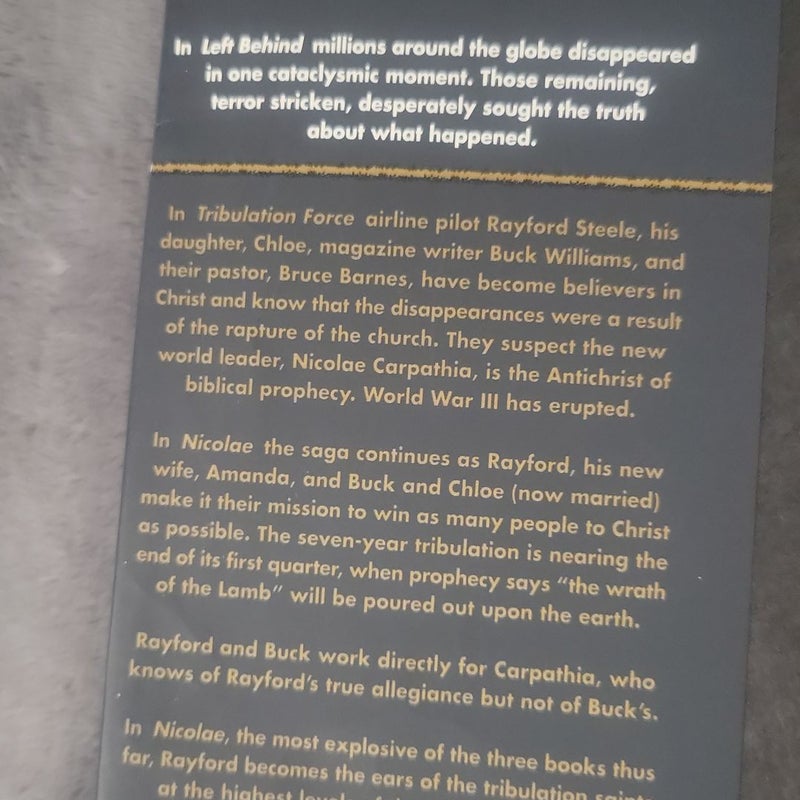 In Left Behind millions around the globe disappeared
in one cataclysmic moment. Those remaining,
terror stricken, desperately sought the truth
about what happened.
In Tribulation Force airline pilot Rayford Steele, his
daughter, Chloe, magazine writer Buck Williams, and
their pastor, Bruce Barnes, have become believers in
Christ and know that the disappearances were a result
of the rapture of the church. They suspect the new
world leader, Nicolae Carpathia, is the Antichrist of
biblical prophecy. World War III has erupted.
In Nicolae the saga continues as Rayford, his new
wife, Amanda, and Buck and Chloe (now married)
make it their mission to win as many people to Christ
as possible. The seven-year tribulation is nearing the
end of its first quarter, when prophecy says "the wrath
of the Lamb" will be poured out upon the earth.
Rayford and Buck work directly for Carpathia, who
knows of Rayford's true allegiance but not of Buck's.
In Nicolae, the most explosive of the three books thus
far, Rayford becomes the ears of the tribulation saints
at the highest